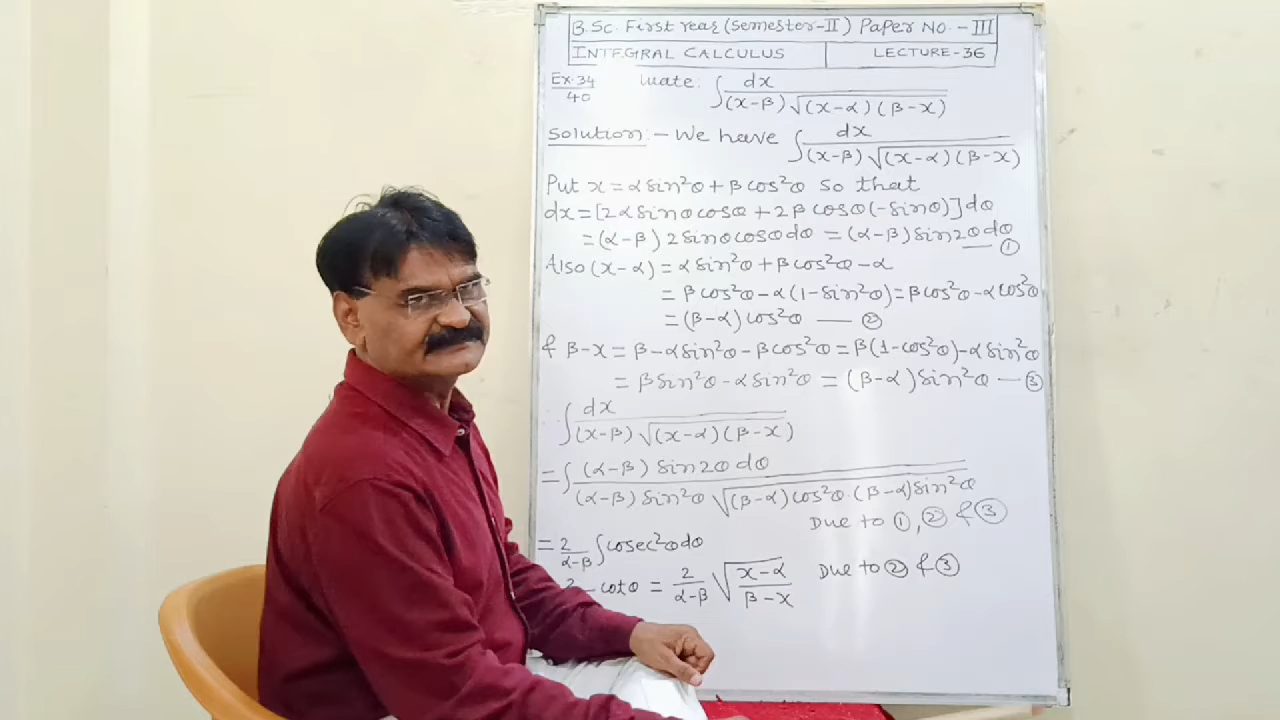 B.Sc. First Year (Semester-II) Paper No. - III
INTEGRAL CALCULUS LECTURE-36
Ex.34/40 luate: ∫ dx / (x-β)√(x-α)(β-x)
Solution:- We have ∫ dx / (x-β)√(x-α)(β-x)
Put x = α sin²θ + β cos²θ so that
dx = [2α sinθ cosθ + 2β cosθ(-sinθ)] dθ
= (α-β) 2 sinθ cosθ dθ = (α-β) sin2θ dθ — ①
Also (x-α) = α sin²θ + β cos²θ - α
= β cos²θ - α(1-sin²θ) = β cos²θ - α cos²θ
= (β-α) cos²θ — ②
& β-x = β - α sin²θ - β cos²θ = β(1-cos²θ) - α sin²θ
= β sin²θ - α sin²θ = (β-α) sin²θ — ③
∫ dx / (x-β)√(x-α)(β-x)
= ∫ (α-β) sin2θ dθ / (α-β) sin²θ √(β-α)cos²θ.(β-α)sin²θ
Due to ①, ② & ③
= 2/α-β ∫ cosec²θ dθ
2 - cotθ = 2/α-β √x-α/β-x Due to ② & ③